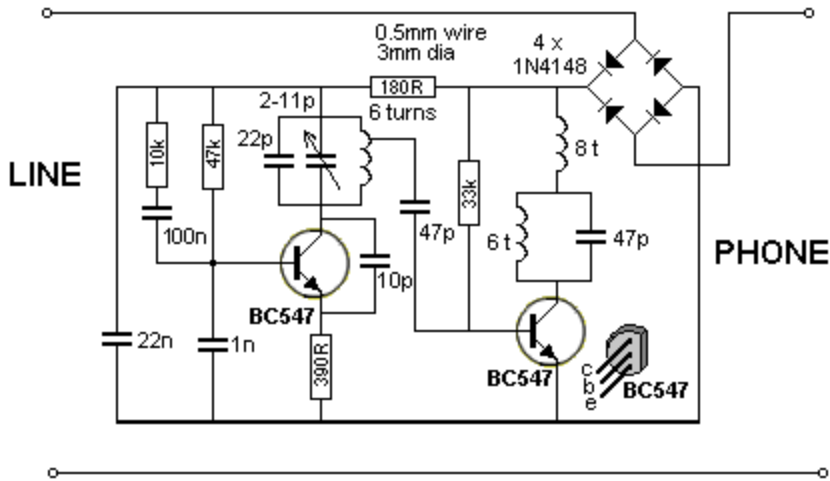 0.5mm wire
3mm dia
4 x
1N4148
180R
6 turns
2-11p
22p
10k
47k
8 t
LINE
33k
100n
47p
6 t
47p
PHONE
10p
BC547
22n
1n
390R
BC547
c
b
e
BC547